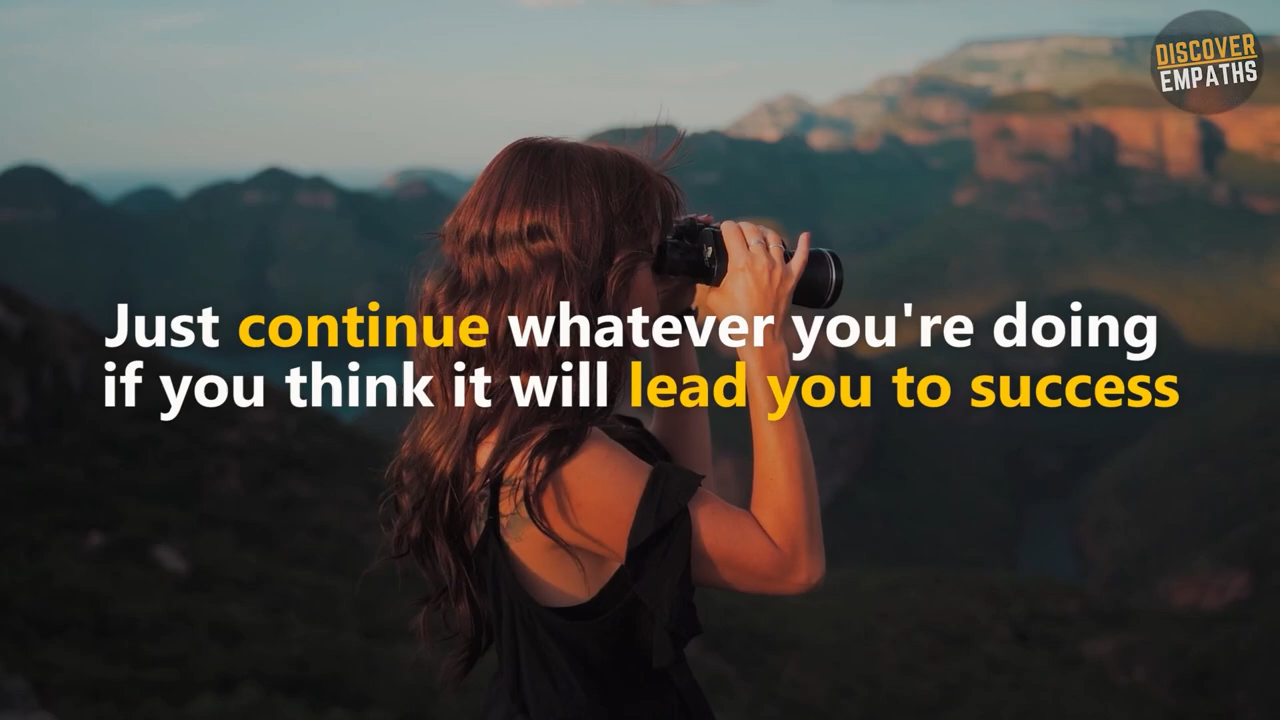 DISCOVER
EMPATHS
Just continue whatever you're doing
if you think it will lead you to success